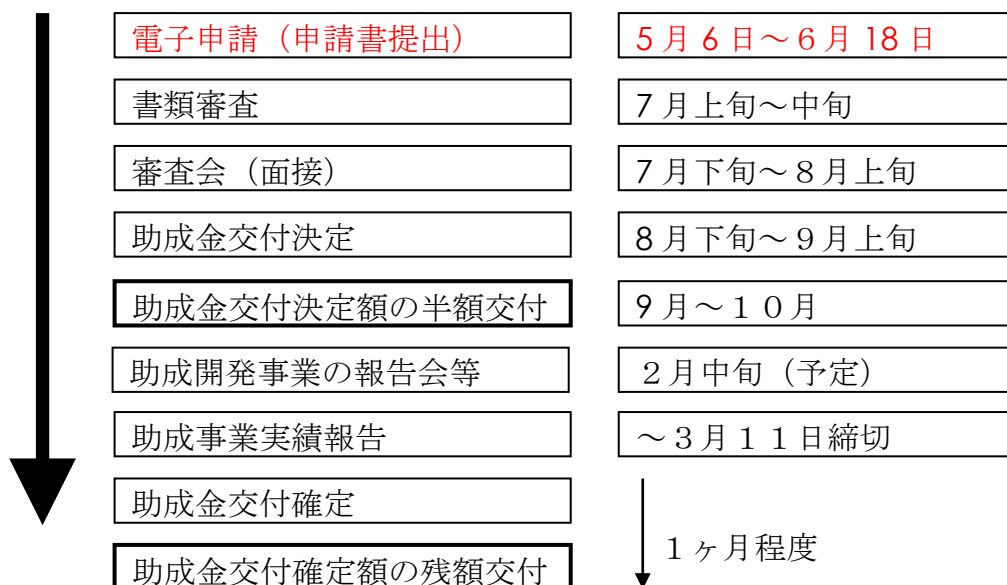 電子申請（申請書提出）
5月6日～６月18日
書類審査
7月上旬～中旬
審査会（面接）
7月下旬～８月上旬
助成金交付決定
8月下旬～９月上旬
助成金交付決定額の半額交付
9月～１０月
助成開発事業の報告会等
２月中旬（予定）
助成事業実績報告
～３月１１日締切
助成金交付確定
１ヶ月程度
助成金交付確定額の残額交付